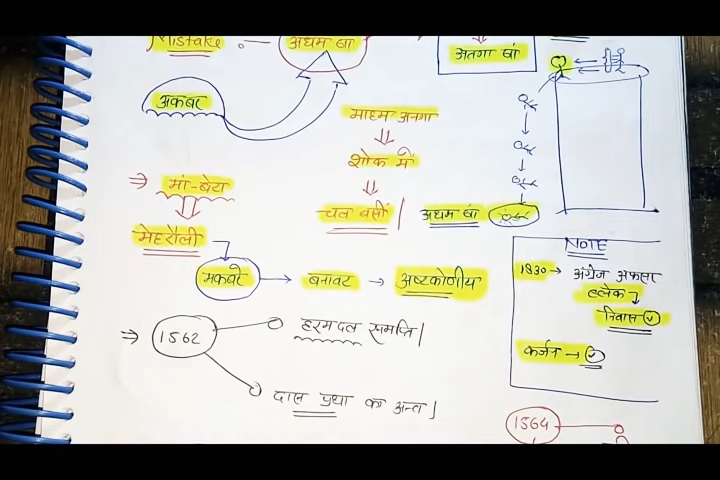 Mistake :—
अधम बा
अतगा बां
अकबर
माहम अनगा
शोक में
चल बसीं |
⇒ मां-बेटा
मेहरौली
अधम बां
मकबरे → बनावट → अष्टकोणीय
NOTE
1830 → अंग्रेज अफसर
ब्लेक
निवास
कर्जन →
⇒ 1562
हरमदल समाप्ति |
दास प्रथा का अन्त |
1564